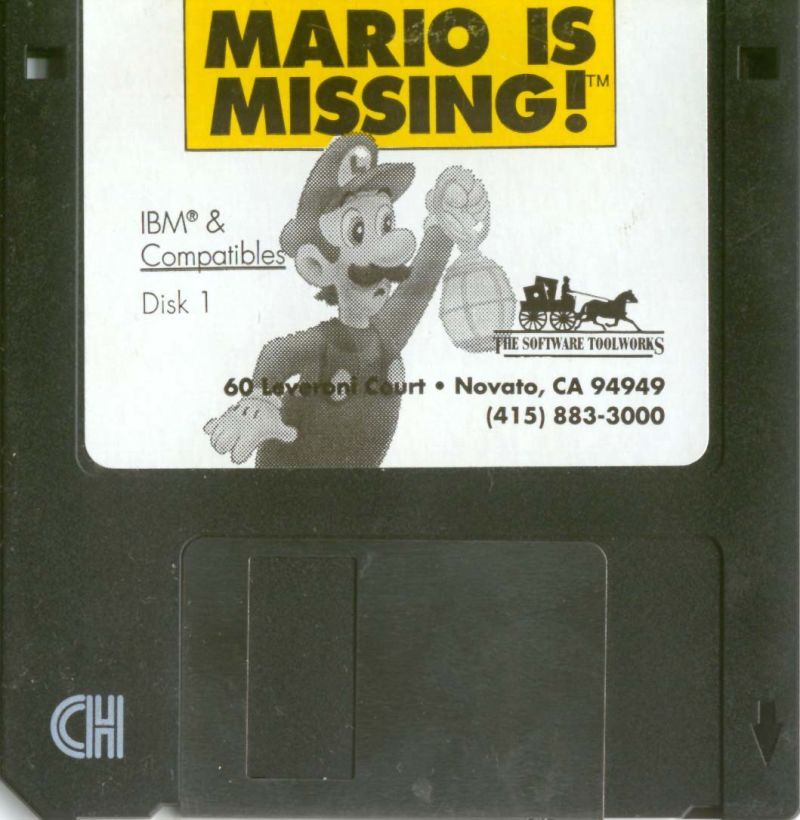 MARIO IS
MISSING!™
L
IBM® &
Compatibles
Disk 1
THE SOFTWARE TOOLWORKS
60 Leveroni Court • Novato, CA 94949
(415) 883-3000
CH